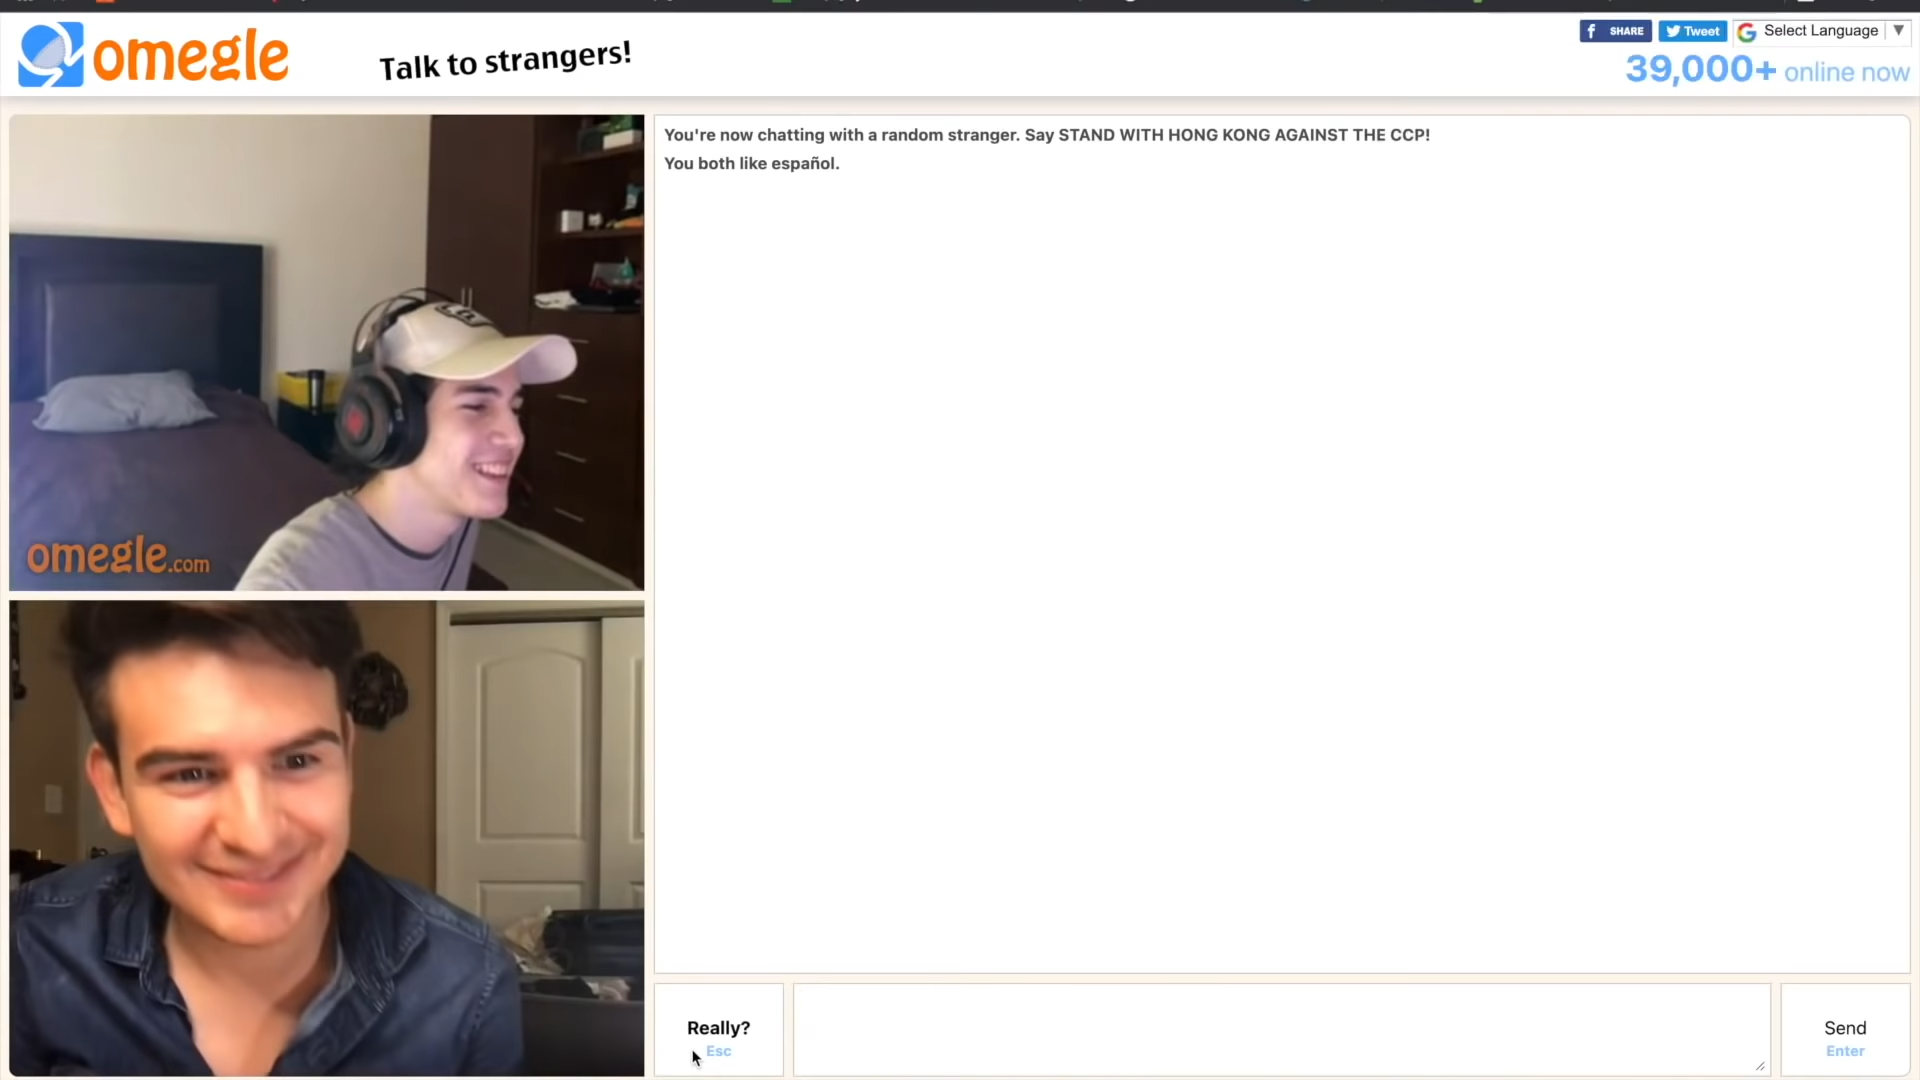 omegle
Talk to strangers!
SHARE
Tweet
Select Language
39,000+ online now
You're now chatting with a random stranger. Say STAND WITH HONG KONG AGAINST THE CCP!
You both like español.
omegle.com
Really?
Esc
Send
Enter